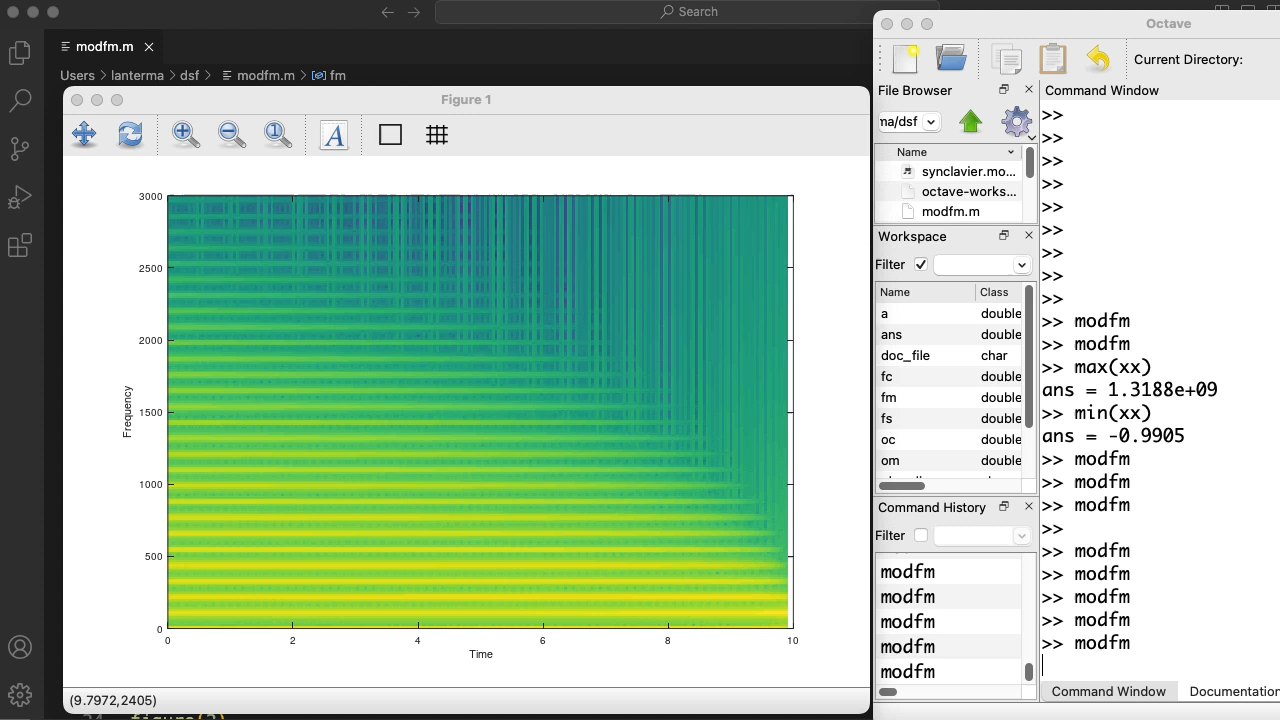 Search
modfm.m
Users
lanterna
dsf
modfm.m
fm
Figure 1
A
3000
2500
2000
1500
1000
500
0
0
2
4
6
8
10
Frequency
Time
(9.7972,2405)
Octave
Current Directory:
File Browser
na/dsf
Name
synclavier.mo...
octave-works...
modfm.m
Workspace
Filter
Name Class
a double
ans double
doc_file char
fc double
fm double
fs double
oc double
om double
Command History
Filter
modfm
modfm
modfm
modfm
modfm
Command Window
>>
>>
>>
>>
>>
>>
>>
>>
>>
>> modfm
>> modfm
>> max(xx)
ans = 1.3188e+09
>> min(xx)
ans = -0.9905
>> modfm
>> modfm
>> modfm
>>
>> modfm
>> modfm
>> modfm
>> modfm
>> modfm
Command Window
Documentation